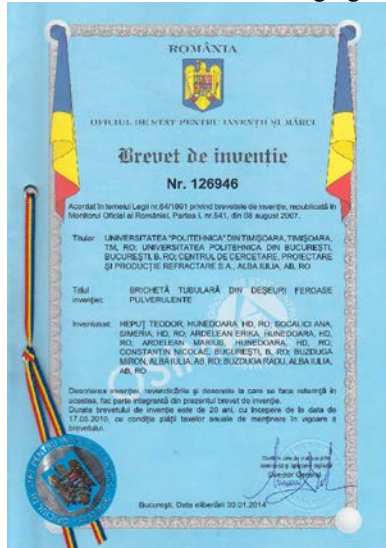 ROMÂNIA
OFICIUL DE STAT PENTRU INVENȚII ȘI MĂRCI
Brevet de invenție
Nr. 126946
Acordat în temeiul Legii nr.64/1991 privind brevetele de invenție, republicată în
Monitorul Oficial al României, Partea I, nr.541, din 08 august 2007.
Titular: UNIVERSITATEA "POLITEHNICA" DIN TIMIȘOARA, TIMIȘOARA,
TM, RO; UNIVERSITATEA POLITEHNICA DIN BUCUREȘTI,
BUCUREȘTI, B, RO; CENTRUL DE CERCETARE, PROIECTARE
ȘI PRODUCȚIE REFRACTARE S.A., ALBA IULIA, AB, RO
Titlul BRICHETĂ TUBULARĂ DIN DEȘEURI FEROASE
invenției: PULVERULENTE
Inventatori: HEPUȚ TEODOR, HUNEDOARA, HD, RO; SOCALICI ANA,
SIMERIA, HD, RO; ARDELEAN ERIKA, HUNEDOARA, HD,
RO; ARDELEAN MARIUS, HUNEDOARA, HD, RO;
CONSTANTIN NICOLAE, BUCUREȘTI, B, RO; BUZDUGA
MIRON, ALBA IULIA, AB, RO; BUZDUGA RADU, ALBA IULIA,
AB, RO
Descrierea invenției, revendicările și desenele la care se face referință în
acestea, fac parte integrantă din prezentul brevet de invenție.
Durata brevetului de invenție este de 20 ani, cu începere de la data de
17.05.2010, cu condiția plății taxelor anuale de menținere în vigoare a
brevetului.
Director General
București, Data eliberării 30.01.2014